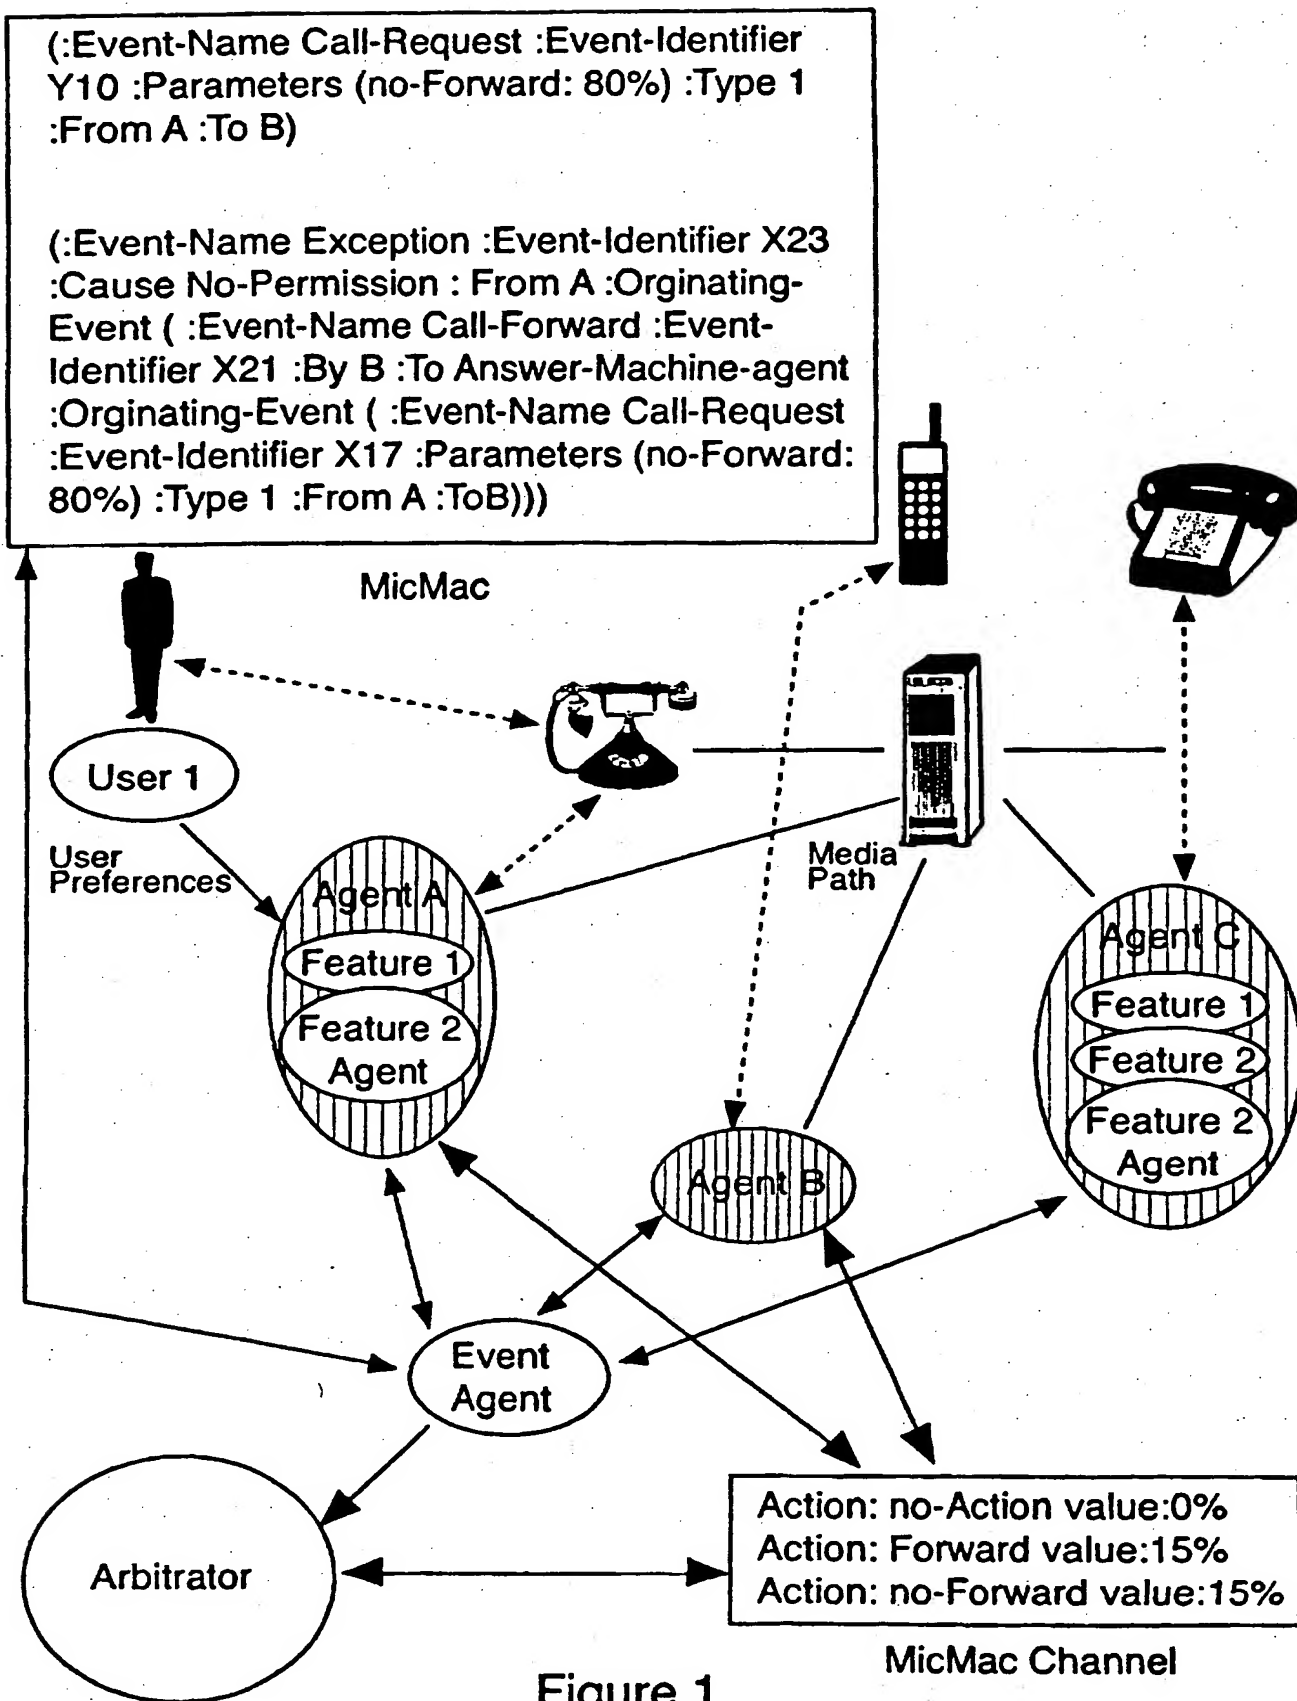 (:Event-Name Call-Request :Event-Identifier
Y10 :Parameters (no-Forward: 80%) :Type 1
:From A :To B)
(:Event-Name Exception :Event-Identifier X23
:Cause No-Permission : From A :Orginating-
Event ( :Event-Name Call-Forward :Event-
Identifier X21 :By B :To Answer-Machine-agent
:Orginating-Event ( :Event-Name Call-Request
:Event-Identifier X17 :Parameters (no-Forward:
80%) :Type 1 :From A :ToB)))
MicMac
User 1
User
Preferences
Media
Path
Agent A
Feature 1
Feature 2
Agent
Agent C
Feature 1
Feature 2
Feature 2
Agent
Agent B
Event
Agent
Arbitrator
Action: no-Action value:0%
Action: Forward value:15%
Action: no-Forward value:15%
MicMac Channel
Figure 1